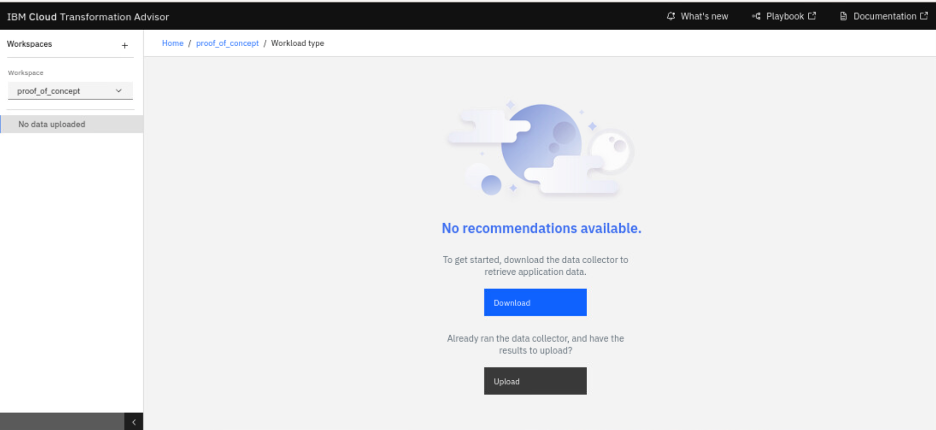 IBM Cloud Transformation Advisor
What's new
Playbook
Documentation
Workspaces
+
Home / proof_of_concept / Workload type
Workspace
proof_of_concept
No data uploaded
No recommendations available.
To get started, download the data collector to
retrieve application data.
Download
Already ran the data collector, and have the
results to upload?
Upload